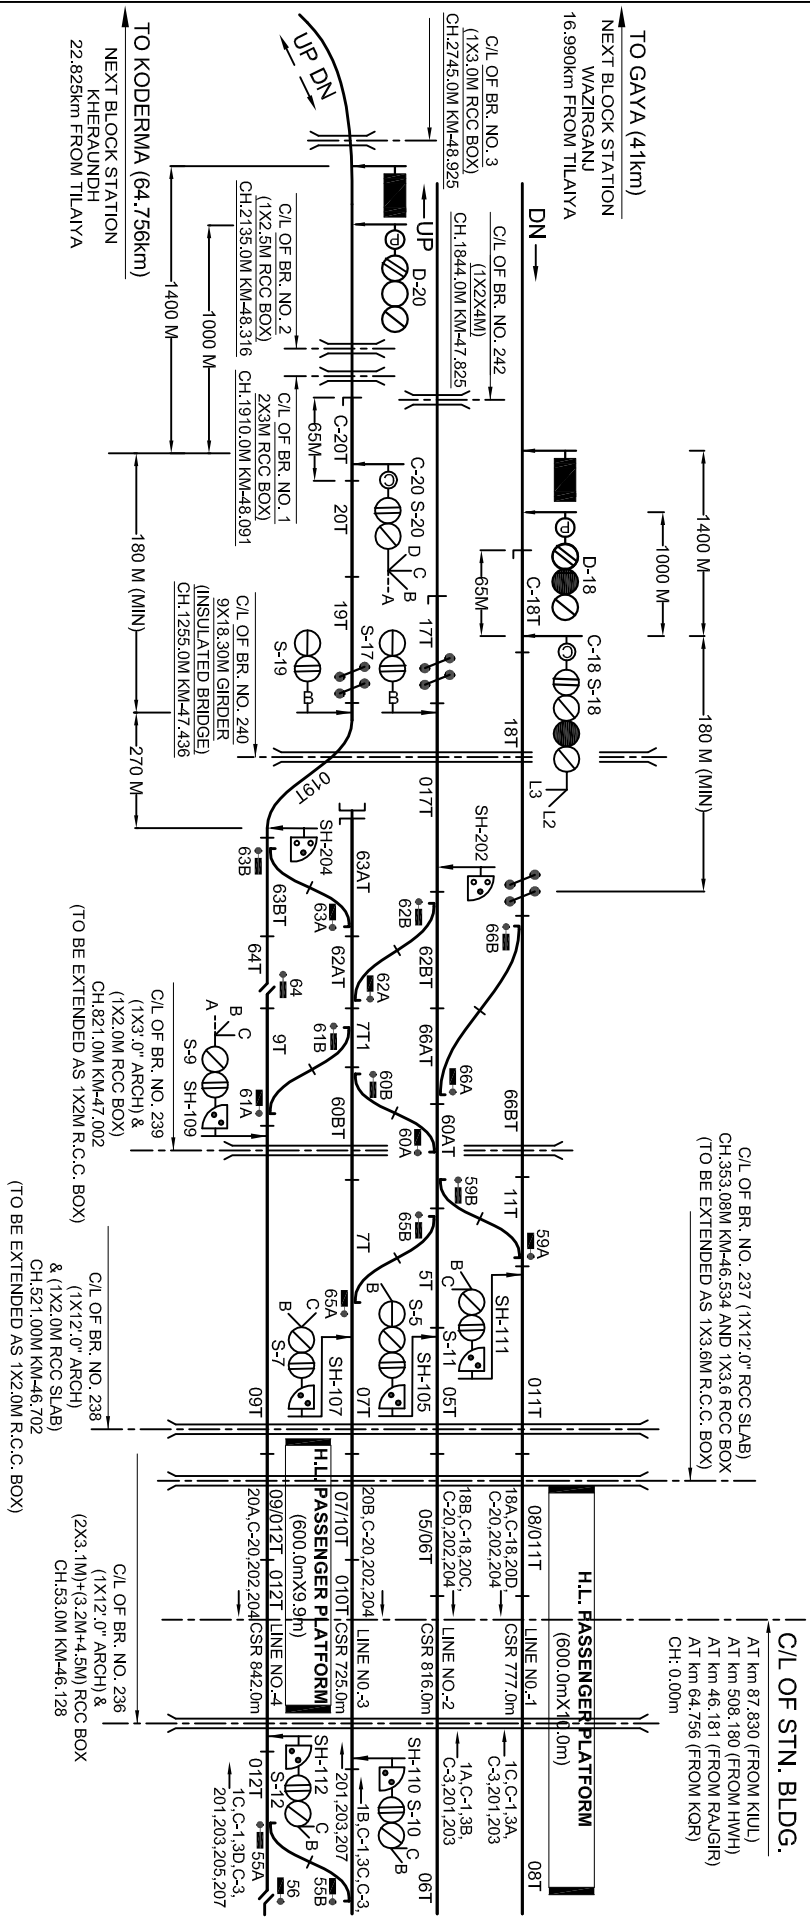 TO GAYA (41km)
NEXT BLOCK STATION
WAZIRGANJ
16.990km FROM TILAIYA
C/L OF BR. NO. 3
(1X3.0M RCC BOX)
CH.2745.0M KM-48.925
UP DN
TO KODERMA (64.756km)
NEXT BLOCK STATION
KHERAUNDH
22.825km FROM TILAIYA
DN
UP
C/L OF BR. NO. 242
(1X2X4M)
CH.1844.0M KM-47.825
P
D-20
C/L OF BR. NO. 2
(1X2.5M RCC BOX)
CH.2135.0M KM-48.316
1000 M
1400 M
C/L OF BR. NO. 1
2X3M RCC BOX)
CH.1910.0M KM-48.091
65M
C-20T
C-20 S-20
C
D
C
B
A
20T
1400 M
1000 M
P
D-18
65M
C-18T
C-18 S-18
C
L3
L2
180 M (MIN)
18T
17T
S-17
B
19T
S-19
B
180 M (MIN)
270 M
C/L OF BR. NO. 240
9X18.30M GIRDER
(INSULATED BRIDGE)
CH.1255.0M KM-47.436
017T
019T
SH-202
SH-204
63AT
63B
63BT
63A
62B
62BT
62AT
62A
66B
66AT
66A
66BT
64T
64
7T1
61B
9T
61A
60B
60BT
60A
60AT
C/L OF BR. NO. 239
(1X3'.0" ARCH) &
(1X2.0M RCC BOX)
CH.821.0M KM-47.002
(TO BE EXTENDED AS 1X2M R.C.C. BOX)
A
B
C
S-9 SH-109
59B
11T
59A
65B
5T
7T
65A
C/L OF BR. NO. 237 (1X12'.0" RCC SLAB)
CH.353.08M KM-46.534 AND 1X3.6 RCC BOX
(TO BE EXTENDED AS 1X3.6M R.C.C. BOX)
SH-111
C
B
S-11
B
S-5
SH-105
B
C
S-7
SH-107
011T
05T
07T
09T
C/L OF BR. NO. 238
(1X12'.0" ARCH)
& (1X2.0M RCC SLAB)
CH.521.00M KM-46.702
(TO BE EXTENDED AS 1X2.0M R.C.C. BOX)
H.L. PASSENGER PLATFORM
(600.0mX10.0m)
08/011T
LINE NO.-1
18A,C-18,20D,
C-20,202,204
CSR 777.0m
1C,C-1,3A,
C-3,201,203
08T
18B,C-18,20C,
C-20,202,204
05/06T
LINE NO.-2
CSR 816.0m
1A,C-1,3B,
C-3,201,203
06T
20B,C-20,202,204
LINE NO.-3
07/10T
010T
CSR 725.0m
1B,C-1,3C,C-3,
201,203,207
H.L. PASSENGER PLATFORM
(600.0mX9.9m)
09/012T
012T
LINE NO.-4
20A,C-20,202,204
CSR 842.0m
012T
1C,C-1,3D,C-3,
201,203,205,207
SH-110 S-10
C
B
SH-112
S-12
C
B
55A
55B
56
C/L OF STN. BLDG.
AT km 87.830 (FROM KIUL)
AT km 508.180 (FROM HWH)
AT km 46.181 (FROM RAJGIR)
AT km 64.756 (FROM KQR)
CH: 0.00m
C/L OF BR. NO. 236
(1X12'.0" ARCH) &
(2X3.1M)+(3.2M+4.5M) RCC BOX
CH.53.0M KM-46.128